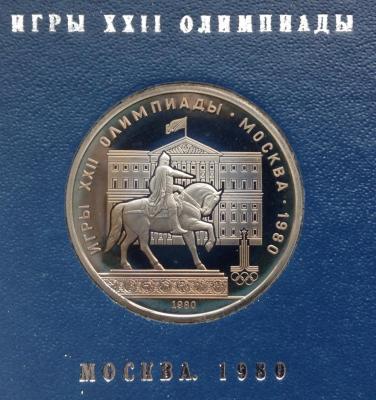 ИГРЫ XXII ОЛИМПИАДЫ
ИГРЫ XXII ОЛИМПИАДЫ · МОСКВА · 1980
1980
МОСКВА. 1980